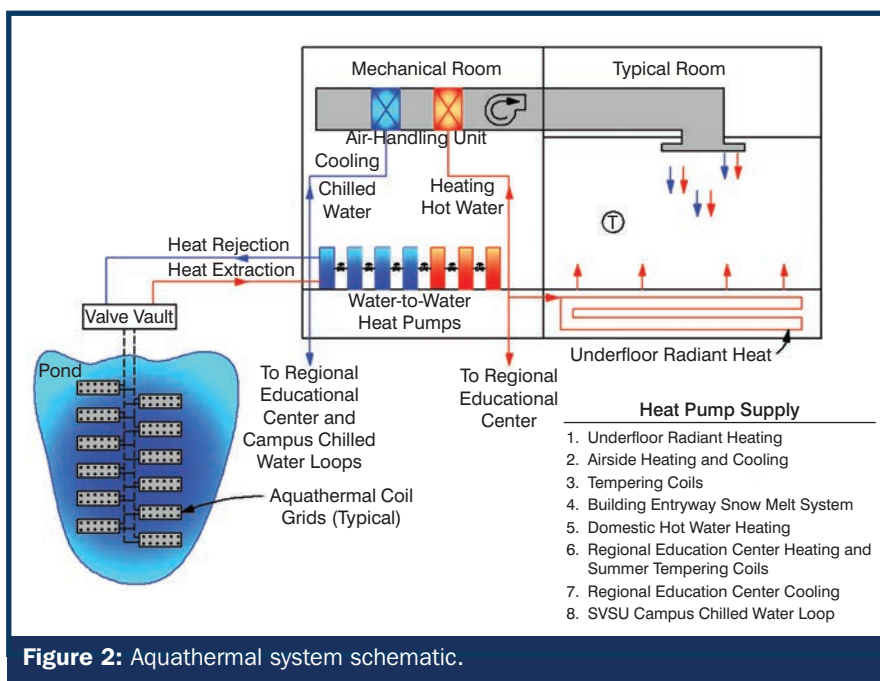 Mechanical Room
Typical Room
Air-Handling Unit
Cooling
Chilled
Water
Heating
Hot Water
T
Heat Rejection
Heat Extraction
Valve Vault
Water-to-Water
Heat Pumps
Underfloor Radiant Heat
Pond
To Regional
Educational
Center and
Campus Chilled
Water Loops
To Regional
Educational
Center
Aquathermal Coil
Grids (Typical)
Heat Pump Supply
1. Underfloor Radiant Heating
2. Airside Heating and Cooling
3. Tempering Coils
4. Building Entryway Snow Melt System
5. Domestic Hot Water Heating
6. Regional Education Center Heating and
Summer Tempering Coils
7. Regional Education Center Cooling
8. SVSU Campus Chilled Water Loop
Figure 2: Aquathermal system schematic.